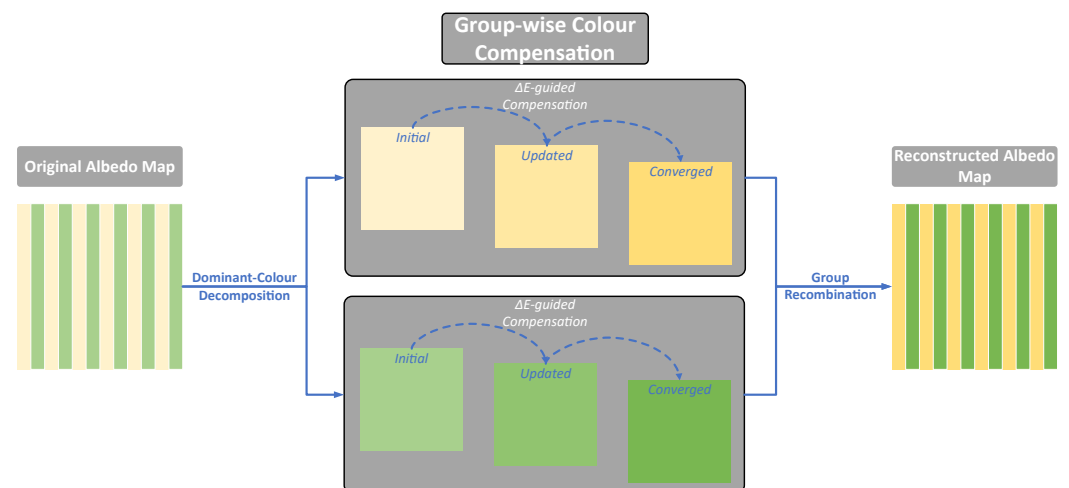 Group-wise Colour
Compensation
ΔE-guided
Compensation
Initial
Updated
Converged
Original Albedo Map
Reconstructed Albedo
Map
Dominant-Colour
Decomposition
Group
Recombination
ΔE-guided
Compensation
Initial
Updated
Converged